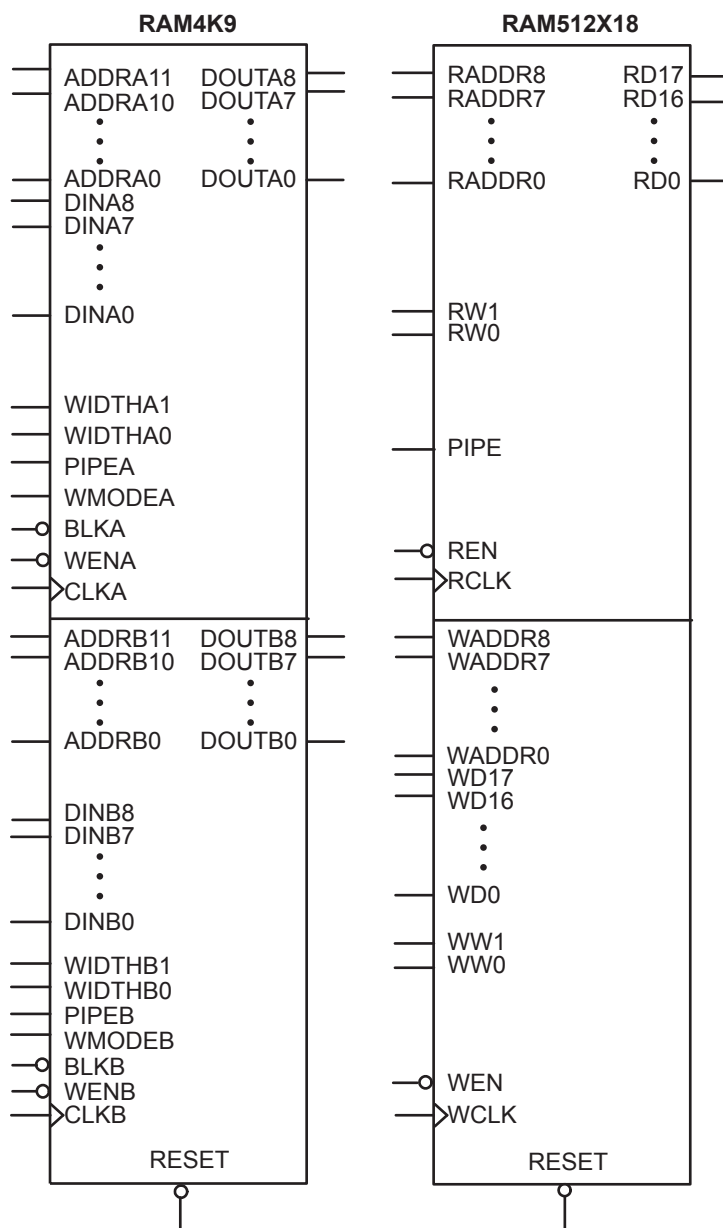 RAM4K9
ADDRA11 DOUTA8
ADDRA10 DOUTA7
ADDRA0 DOUTA0
DINA8
DINA7
DINA0
WIDTHA1
WIDTHA0
PIPEA
WMODEA
BLKA
WENA
CLKA
ADDRB11 DOUTB8
ADDRB10 DOUTB7
ADDRB0 DOUTB0
DINB8
DINB7
DINB0
WIDTHB1
WIDTHB0
PIPEB
WMODEB
BLKB
WENB
CLKB
RESET
RAM512X18
RADDR8 RD17
RADDR7 RD16
RADDR0 RD0
RW1
RW0
PIPE
REN
RCLK
WADDR8
WADDR7
WADDR0
WD17
WD16
WD0
WW1
WW0
WEN
WCLK
RESET